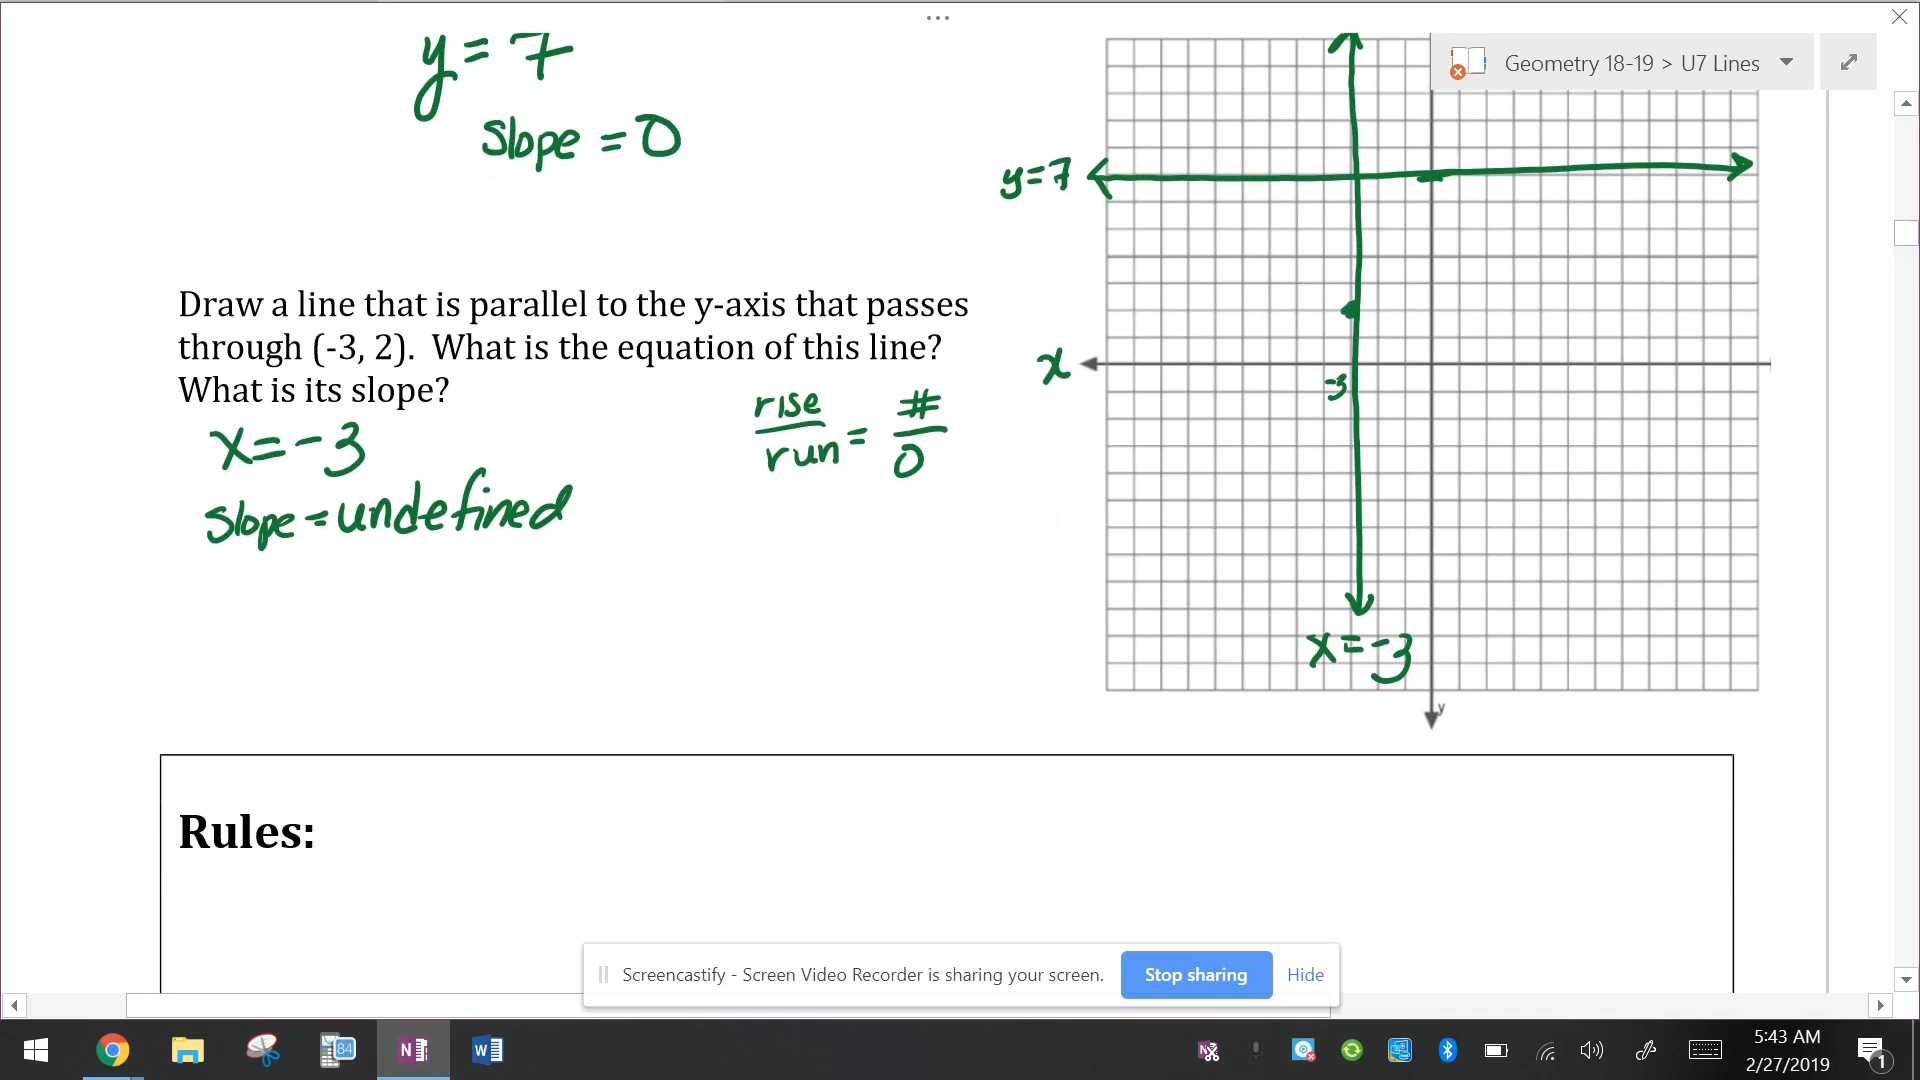 y = 7
slope = 0
Geometry 18-19 > U7 Lines
y=7
Draw a line that is parallel to the y-axis that passes
through (-3, 2). What is the equation of this line?
What is its slope?
x
-3
rise
run
=
#
0
x=-3
slope=undefined
x=-3
y
Rules:
Screencastify - Screen Video Recorder is sharing your screen.
Stop sharing
Hide
84
N
W
5:43 AM
2/27/2019
1